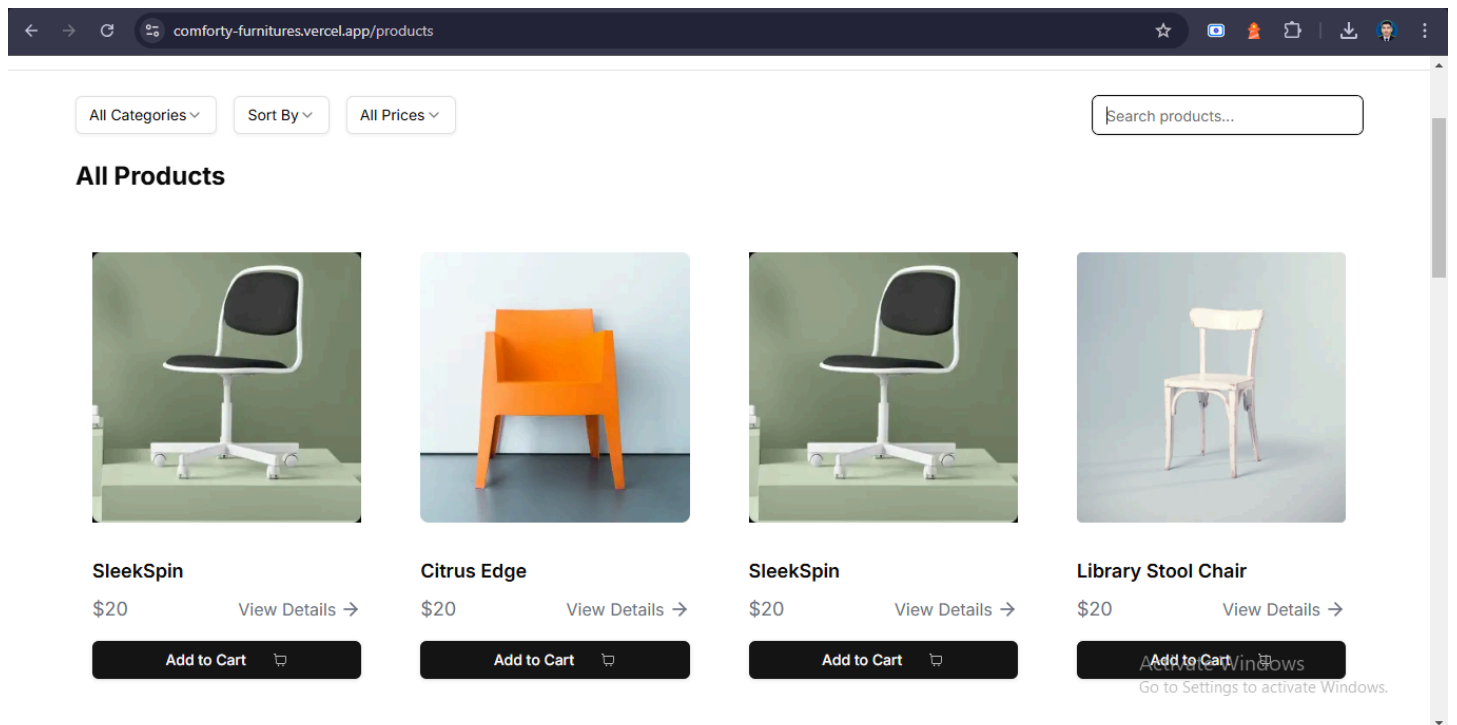 comforty-furnitures.vercel.app/products
All Categories Sort By All Prices Search products...
All Products
SleekSpin Citrus Edge SleekSpin Library Stool Chair
$20 View Details → $20 View Details → $20 View Details → $20 View Details →
Add to Cart Add to Cart Add to Cart Add to Cart
Activate Windows
Go to Settings to activate Windows.